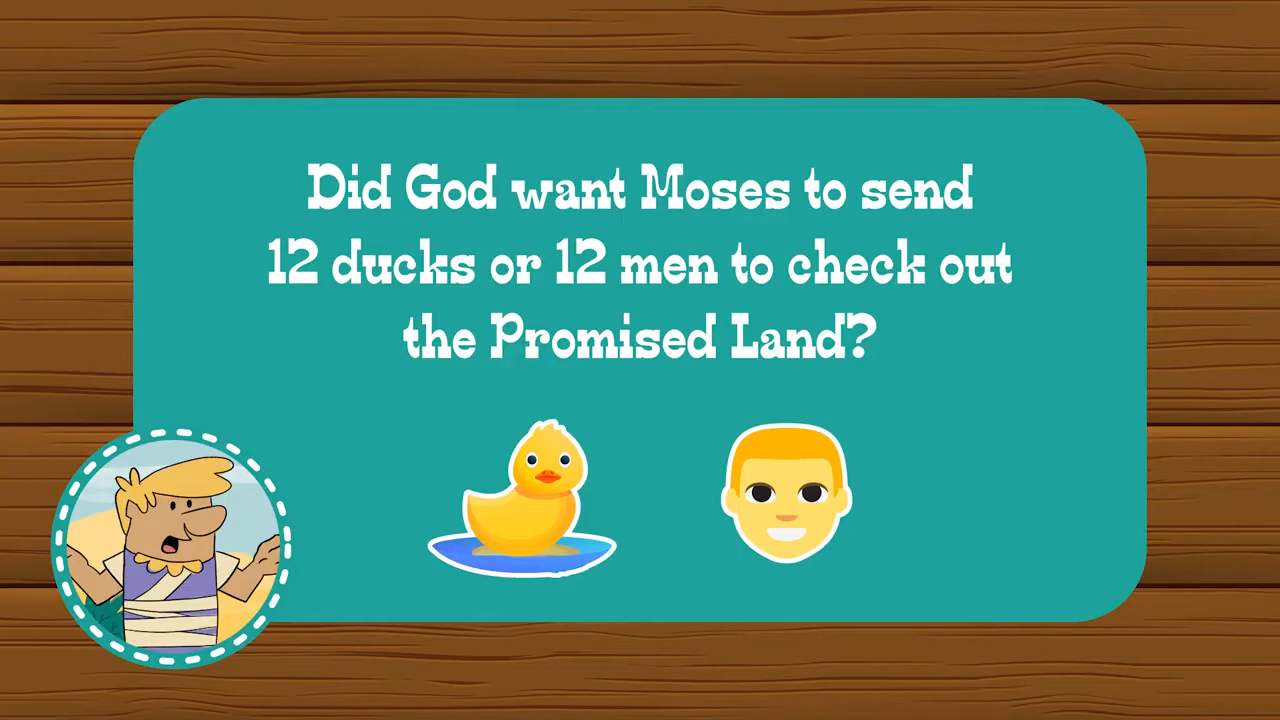 Did God want Moses to send
12 ducks or 12 men to check out
the Promised Land?